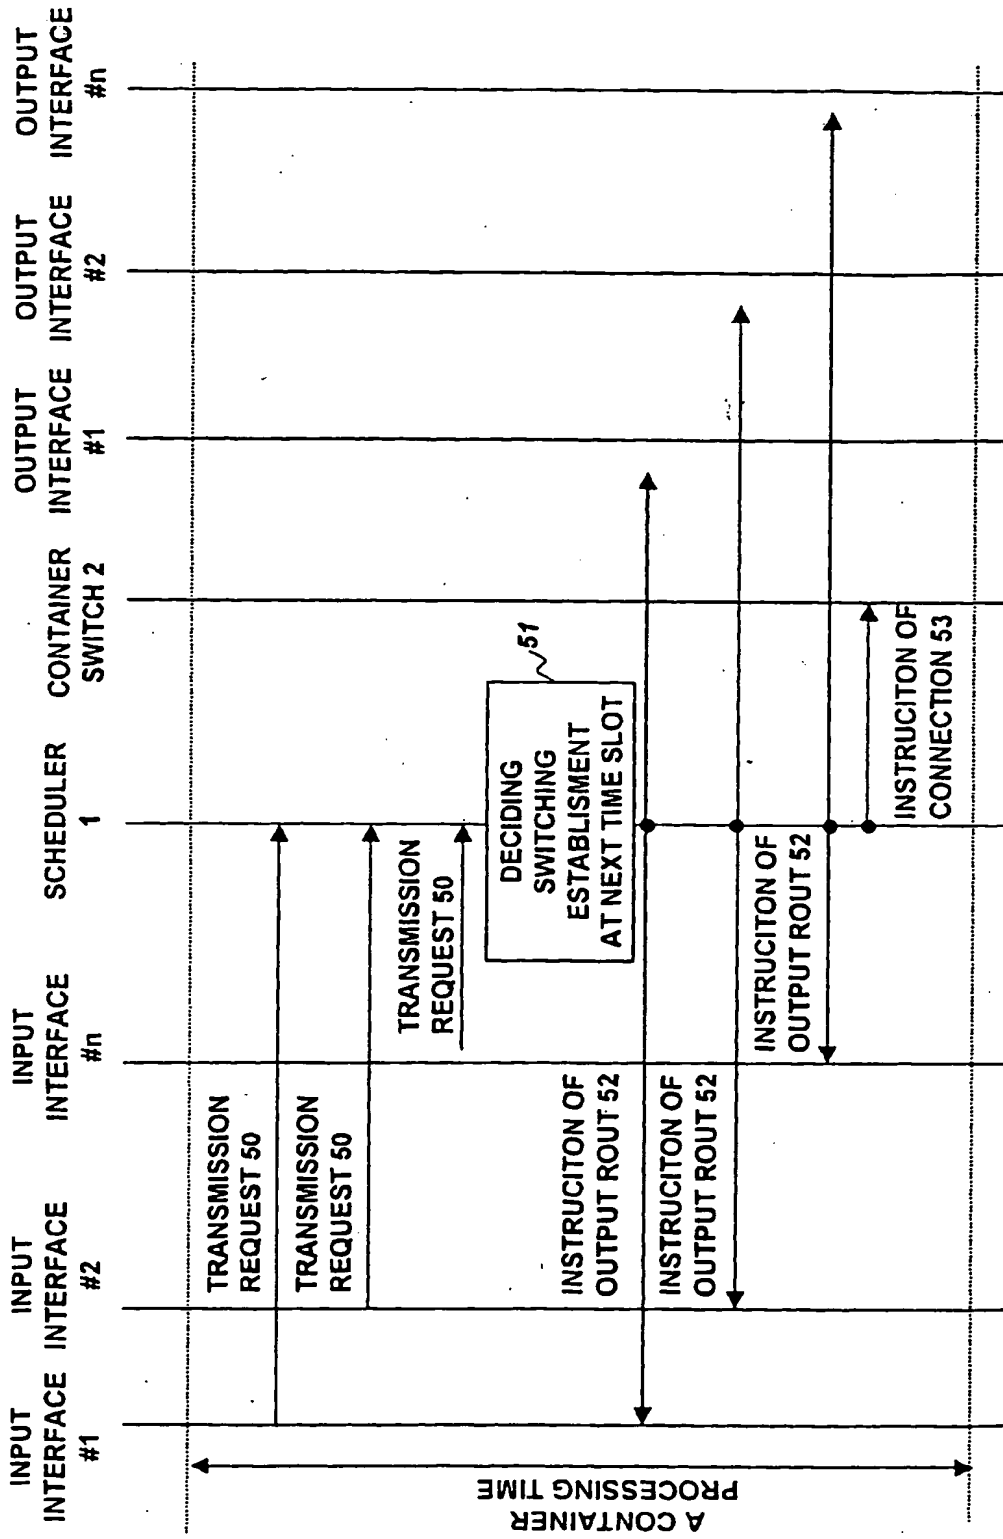 INPUT
INTERFACE
#1
INPUT
INTERFACE
#2
INPUT
INTERFACE
#n
SCHEDULER
1
CONTAINER
SWITCH 2
OUTPUT
INTERFACE
#1
OUTPUT
INTERFACE
#2
OUTPUT
INTERFACE
#n
A CONTAINER
PROCESSING TIME
TRANSMISSION
REQUEST 50
TRANSMISSION
REQUEST 50
TRANSMISSION
REQUEST 50
DECIDING
SWITCHING
ESTABLISMENT
AT NEXT TIME SLOT
51
INSTRUCITON OF
OUTPUT ROUT 52
INSTRUCITON OF
OUTPUT ROUT 52
INSTRUCITON OF
OUTPUT ROUT 52
INSTRUCITON OF
CONNECTION 53